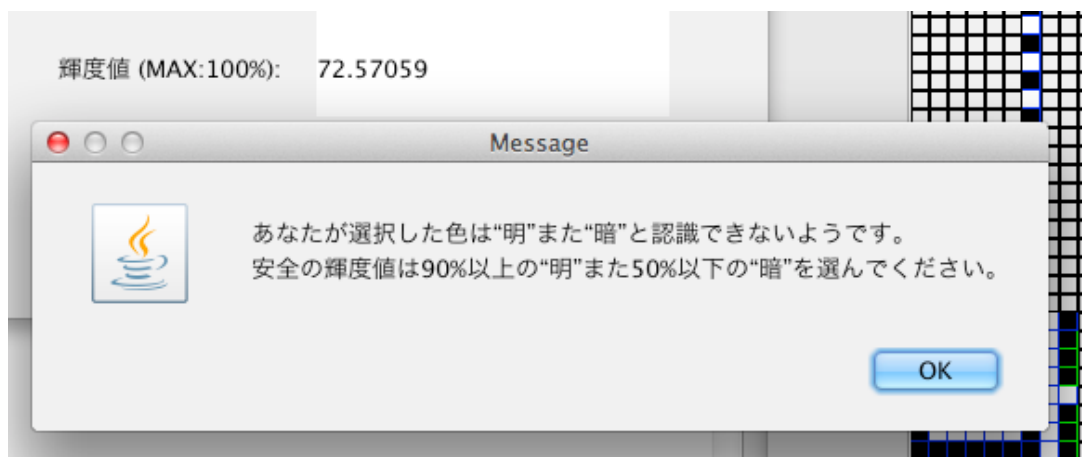 輝度値 (MAX:100%): 72.57059
Message
あなたが選択した色は“明”また“暗”と認識できないようです。
安全の輝度値は90%以上の“明”また50%以下の“暗”を選んでください。
OK